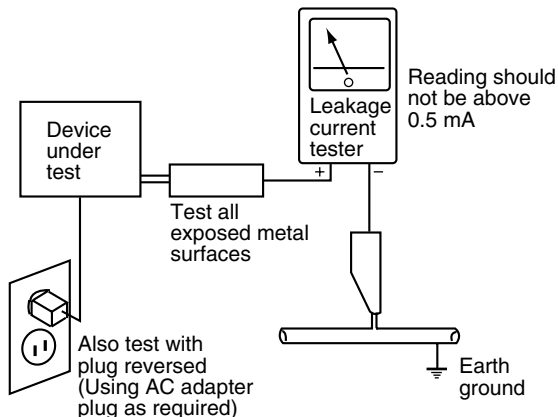 Device
under
test
Leakage
current
tester
Reading should
not be above
0.5 mA
+ −
Test all
exposed metal
surfaces
Also test with
plug reversed
(Using AC adapter
plug as required)
Earth
ground